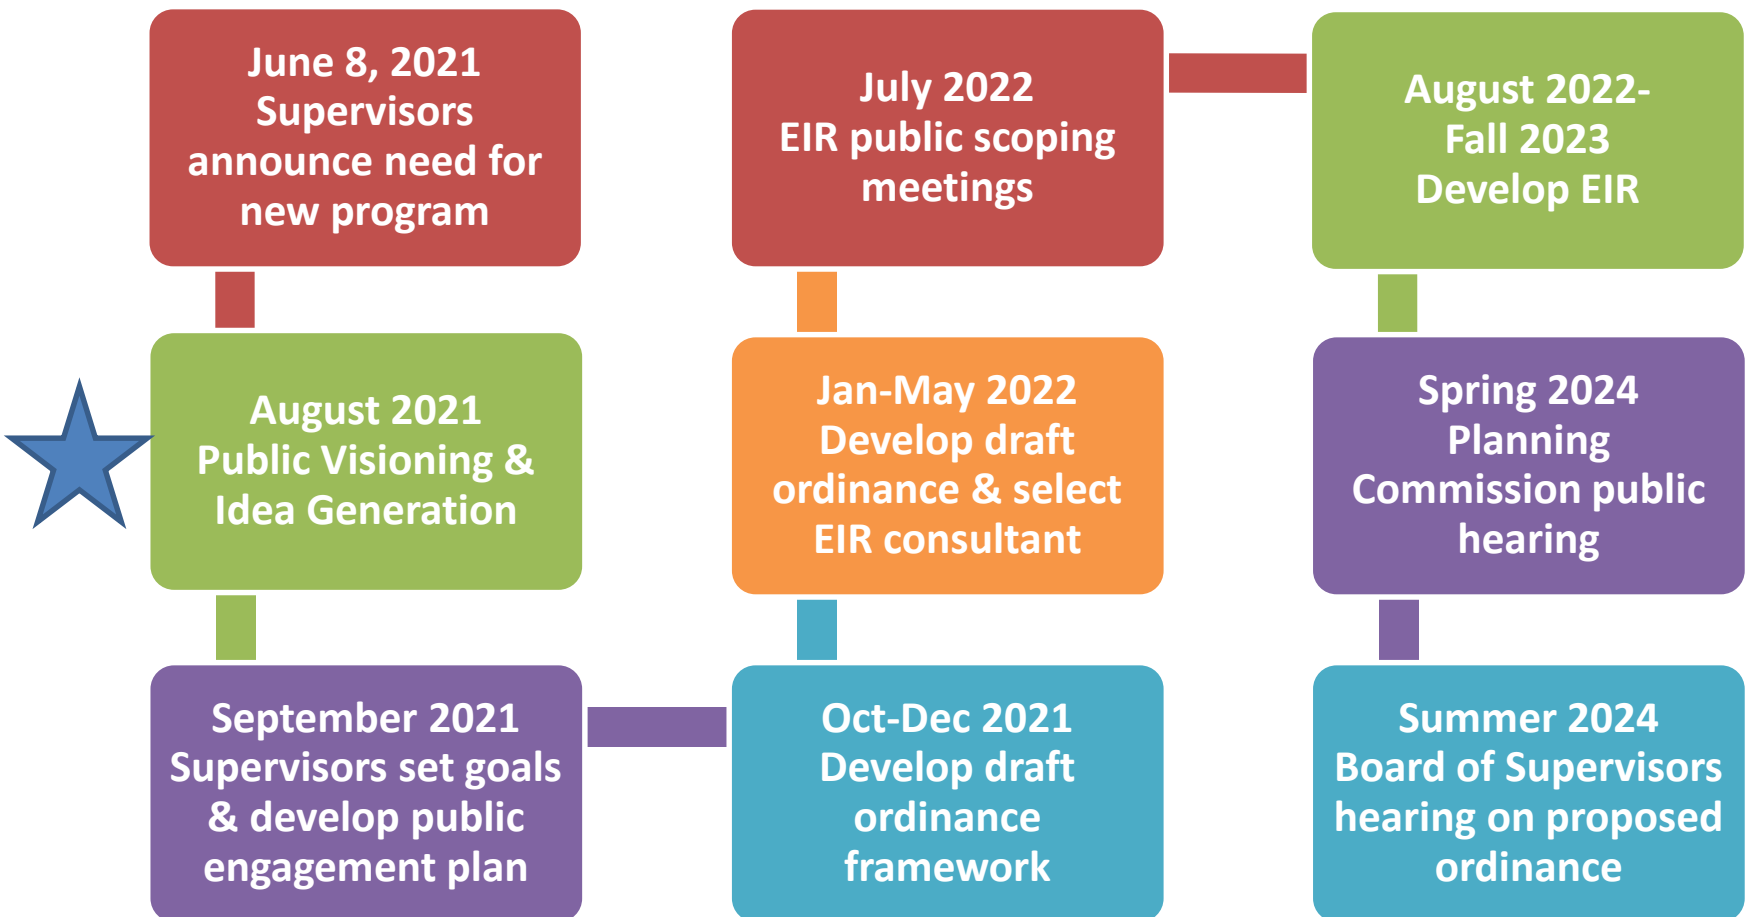 June 8, 2021
Supervisors
announce need for
new program
August 2021
Public Visioning &
Idea Generation
September 2021
Supervisors set goals
& develop public
engagement plan
Oct-Dec 2021
Develop draft
ordinance
framework
Jan-May 2022
Develop draft
ordinance & select
EIR consultant
July 2022
EIR public scoping
meetings
August 2022-
Fall 2023
Develop EIR
Spring 2024
Planning
Commission public
hearing
Summer 2024
Board of Supervisors
hearing on proposed
ordinance